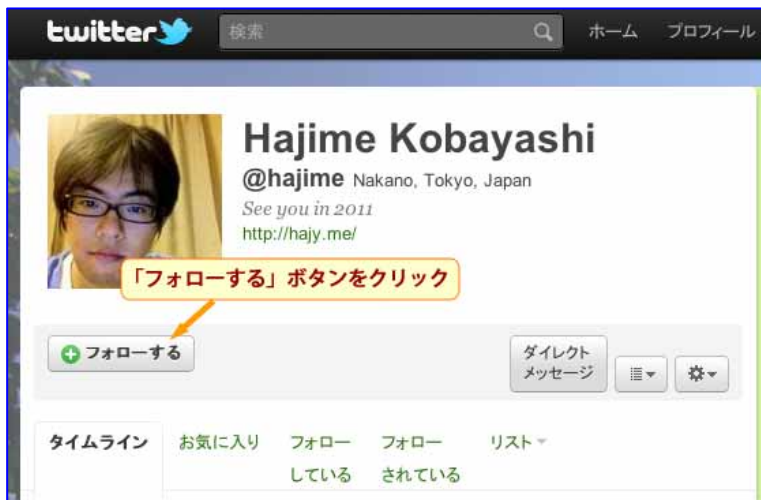 twitter
検索
ホーム プロフィール
Hajime Kobayashi
@hajime Nakano, Tokyo, Japan
See you in 2011
http://hajy.me/
「フォローする」ボタンをクリック
フォローする
ダイレクト
メッセージ
タイムライン お気に入り フォロー フォロー リスト
している されている